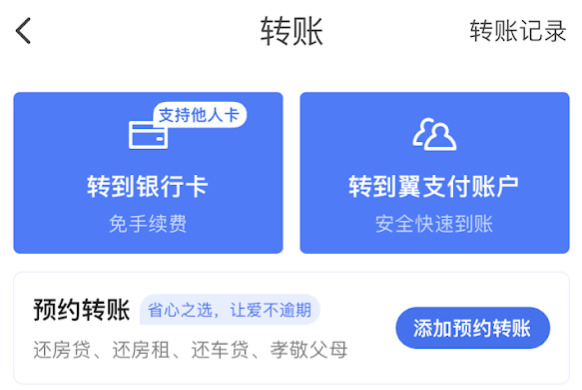 转账
转账记录
支持他人卡
转到银行卡
免手续费
转到翼支付账户
安全快速到账
预约转账
省心之选，让爱不逾期
还房贷、还房租、还车贷、孝敬父母
添加预约转账